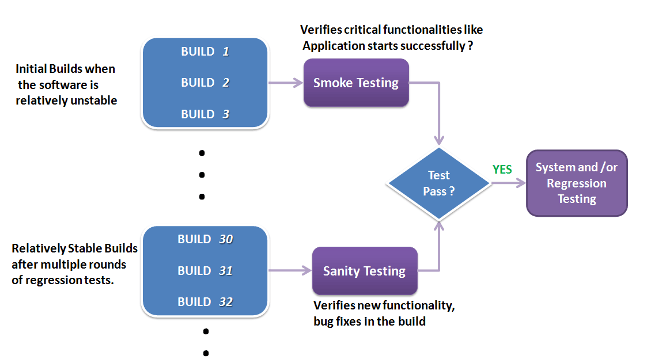 Verifies critical functionalities like
Application starts successfully ?
BUILD 1
BUILD 2
BUILD 3
Initial Builds when
the software is
relatively unstable
Smoke Testing
Test
Pass ?
YES
System and /or
Regression
Testing
Relatively Stable Builds
after multiple rounds
of regression tests.
BUILD 30
BUILD 31
BUILD 32
Sanity Testing
Verifies new functionality,
bug fixes in the build